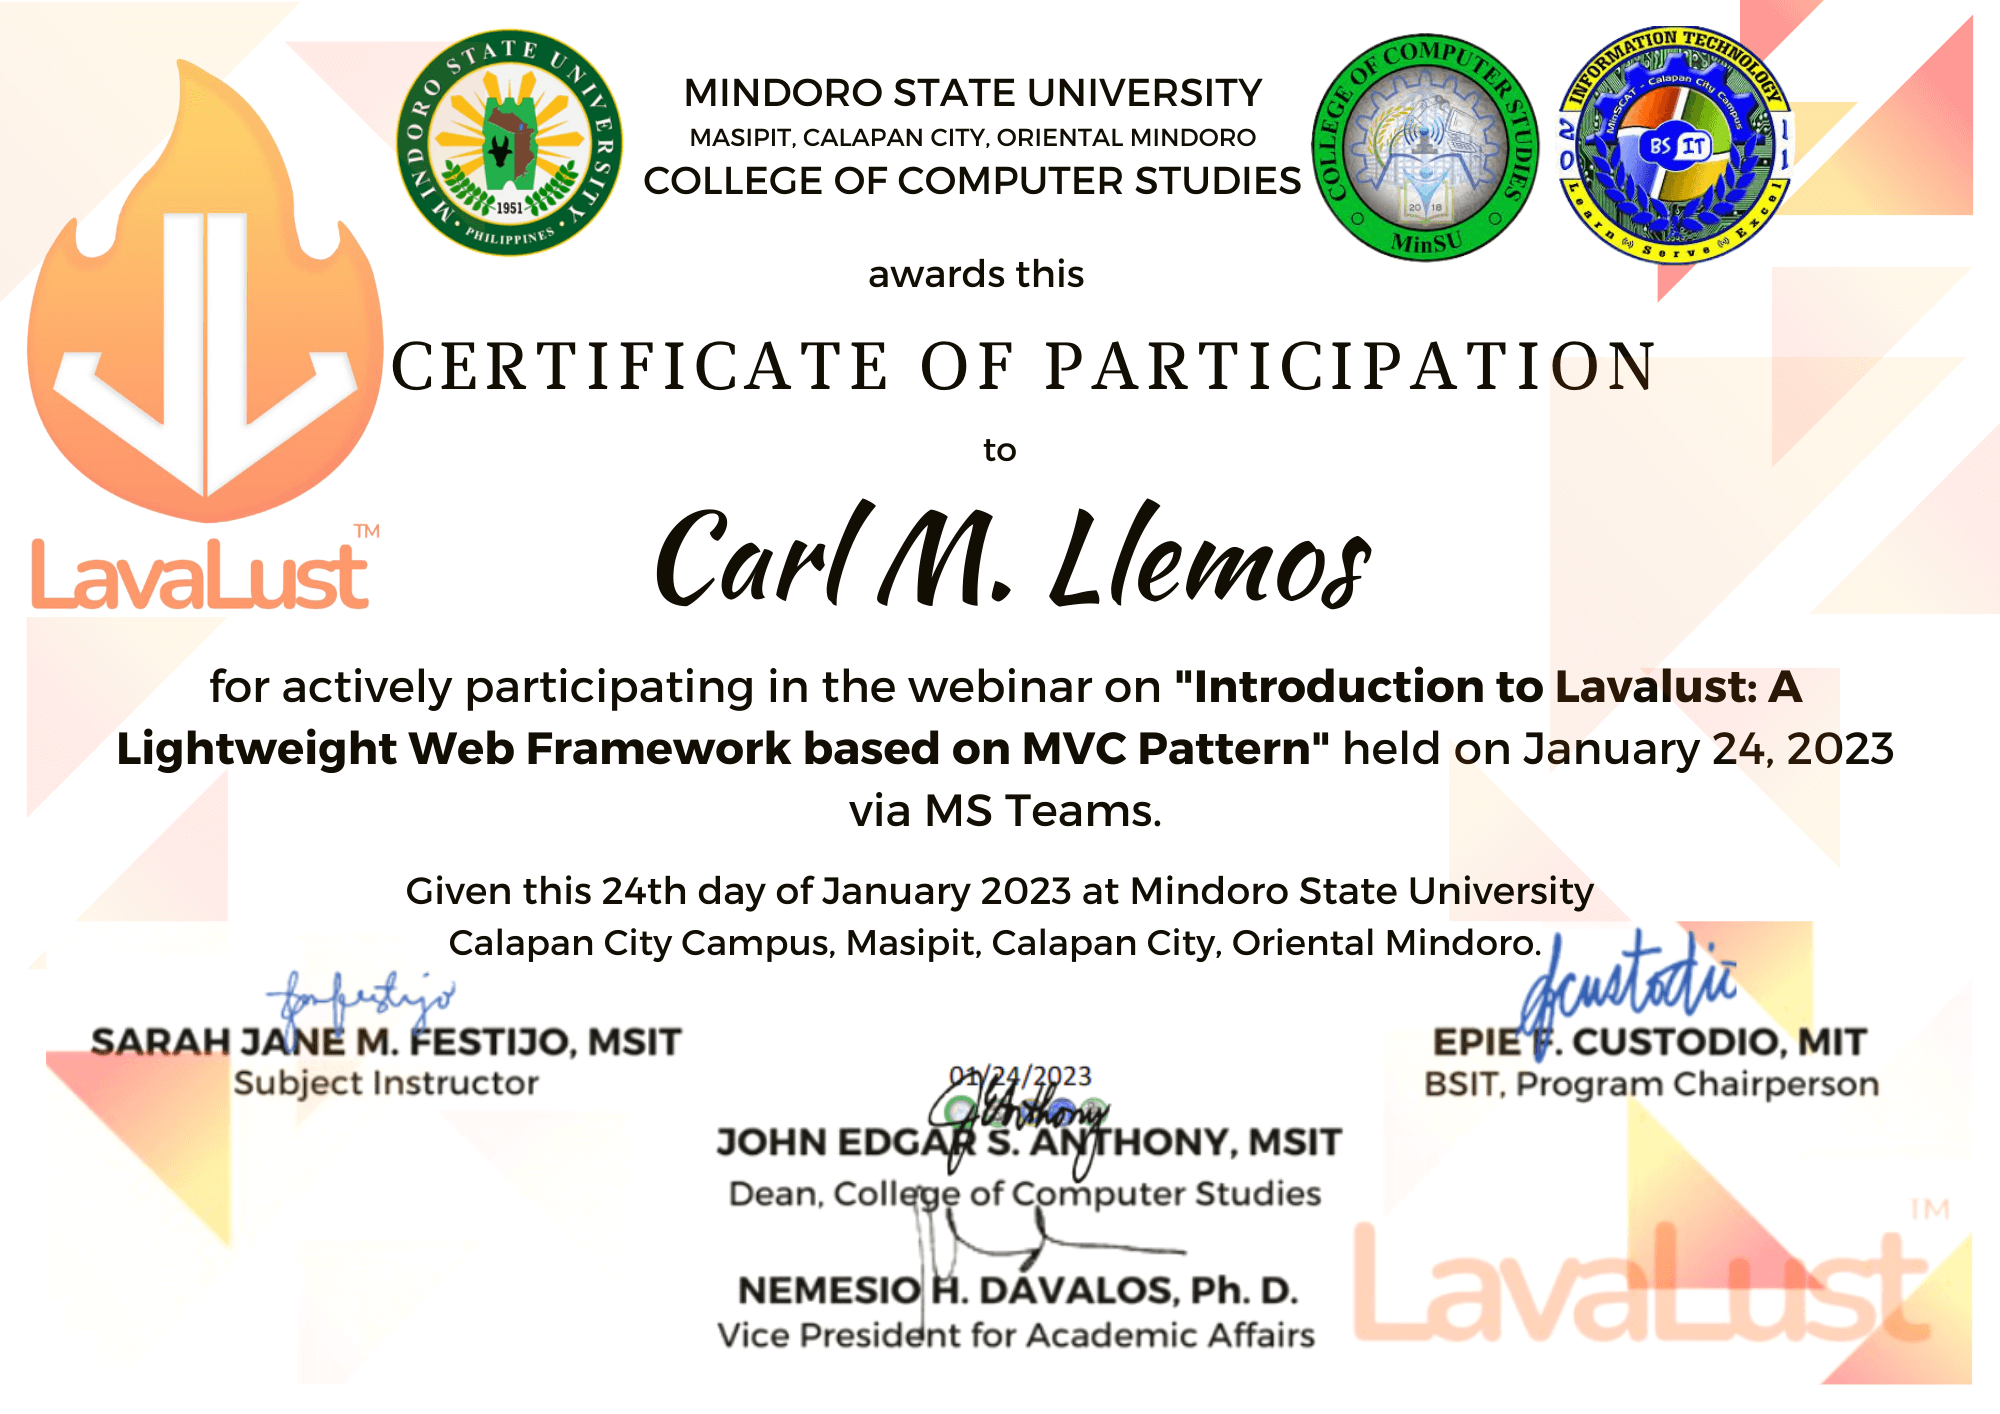 MINDORO STATE UNIVERSITY
PHILIPPINES
1951
MINDORO STATE UNIVERSITY
MASIPIT, CALAPAN CITY, ORIENTAL MINDORO
COLLEGE OF COMPUTER STUDIES
COLLEGE OF COMPUTER STUDIES
2018
MinSU
INFORMATION TECHNOLOGY
MinSCAT - Calapan City Campus
BS IT
2011
Learn Serve Excel
awards this
CERTIFICATE OF PARTICIPATION
to
LavaLust™
Carl M. Llemos
for actively participating in the webinar on "Introduction to Lavalust: A
Lightweight Web Framework based on MVC Pattern" held on January 24, 2023
via MS Teams.
Given this 24th day of January 2023 at Mindoro State University
Calapan City Campus, Masipit, Calapan City, Oriental Mindoro.
SARAH JANE M. FESTIJO, MSIT
Subject Instructor
EPIE F. CUSTODIO, MIT
BSIT, Program Chairperson
01/24/2023
JOHN EDGAR S. ANTHONY, MSIT
Dean, College of Computer Studies
NEMESIO H. DAVALOS, Ph. D.
Vice President for Academic Affairs
LavaLust™